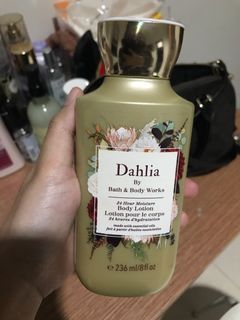 Dahlia
By
Bath & Body Works
24 Hour Moisture
Body Lotion
Lotion pour le corps
24 heures d'hydratation
made with essential oils
fait à partir d'huiles essentielles
e 236 ml/8 fl oz